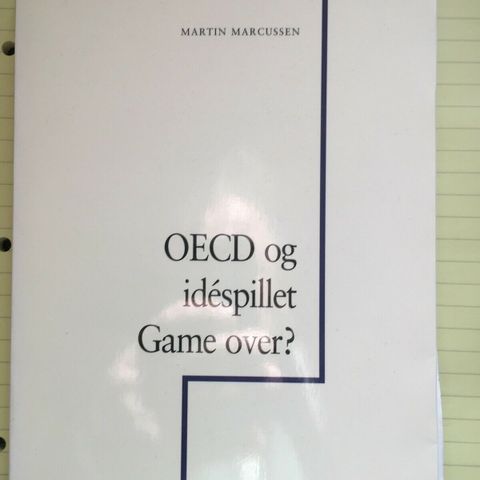 MARTIN MARCUSSEN
OECD og
idéspillet
Game over?